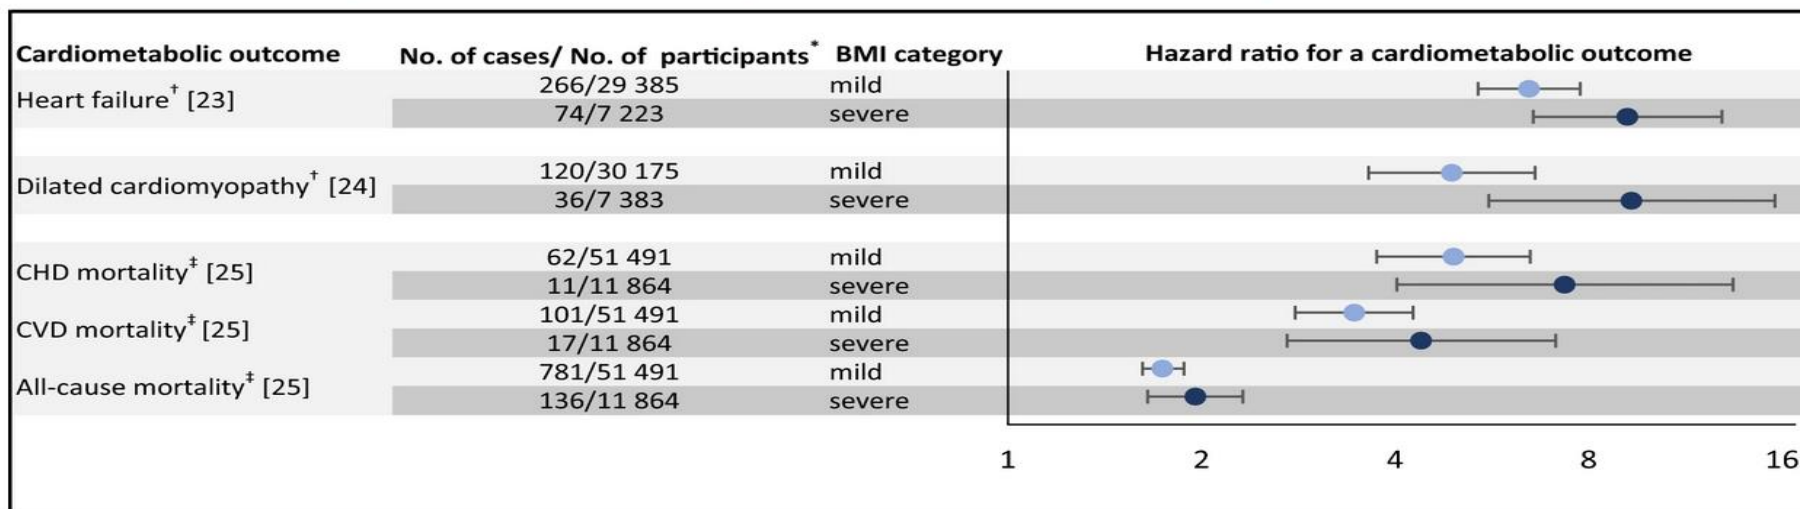 Cardiometabolic outcome No. of cases/ No. of participants* BMI category Hazard ratio for a cardiometabolic outcome
Heart failure† [23] 266/29 385 mild
74/7 223 severe
Dilated cardiomyopathy† [24] 120/30 175 mild
36/7 383 severe
CHD mortality‡ [25] 62/51 491 mild
11/11 864 severe
CVD mortality‡ [25] 101/51 491 mild
17/11 864 severe
All-cause mortality‡ [25] 781/51 491 mild
136/11 864 severe
1 2 4 8 16